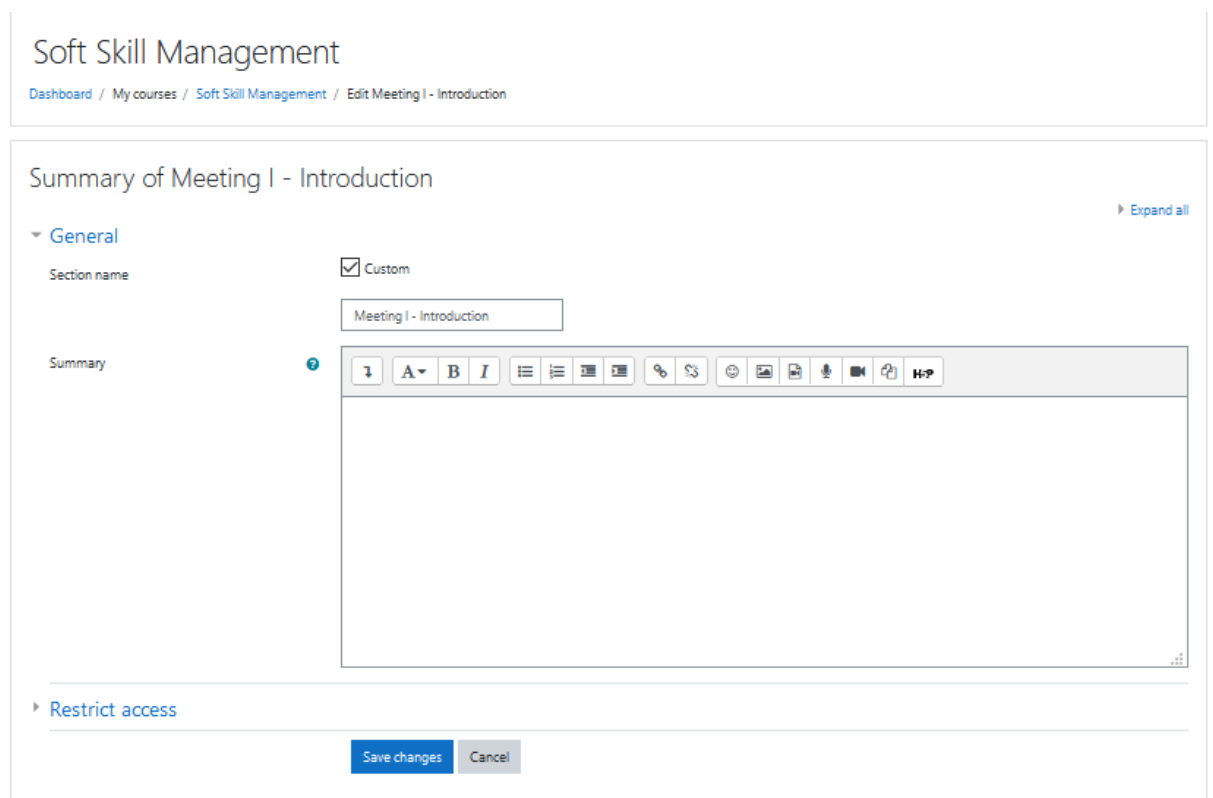 Soft Skill Management
Dashboard / My courses / Soft Skill Management / Edit Meeting I - Introduction
Summary of Meeting I - Introduction
Expand all
General
Section name
Custom
Meeting I - Introduction
Summary
A B I H-P
Restrict access
Save changes Cancel